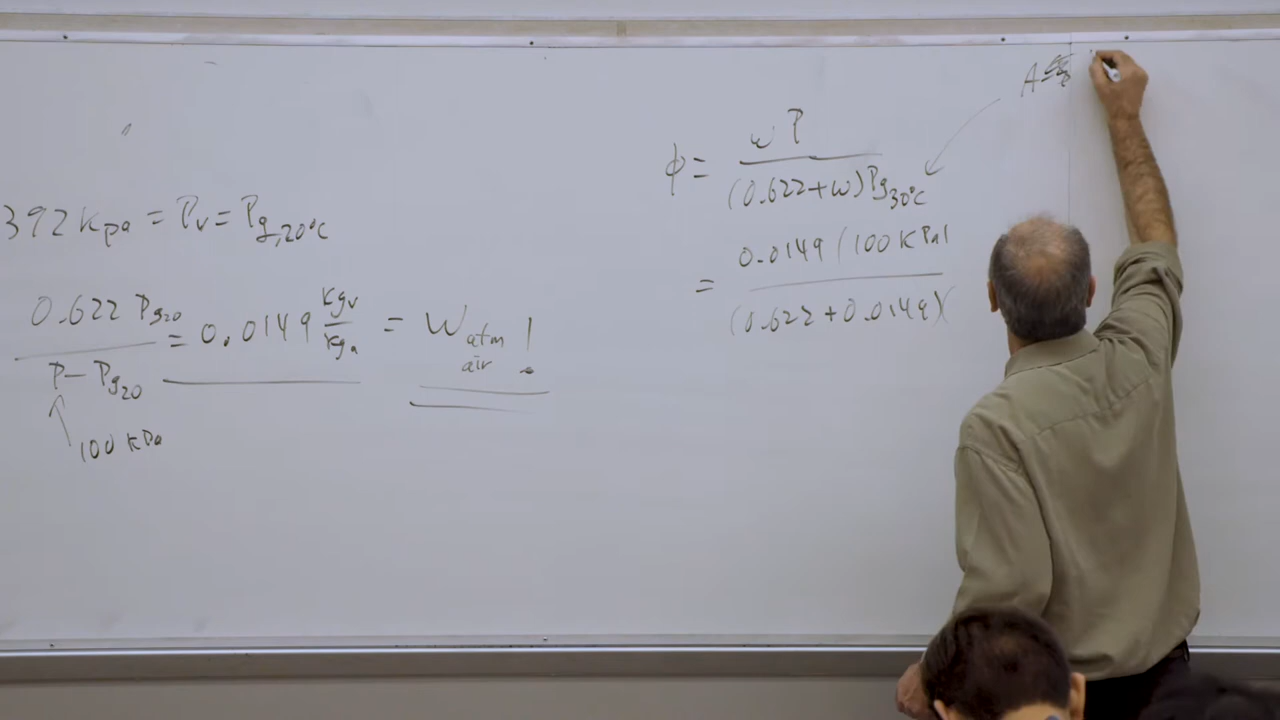 392 kPa = Pv = Pg,20°C
0.622 Pg20 / P - Pg20 = 0.0149 kgv/kga = Watm air !
100 kPa
ϕ = ωP / (0.622+ω)Pg30°C
= 0.0149 (100 kPa) / (0.622+0.0149)(